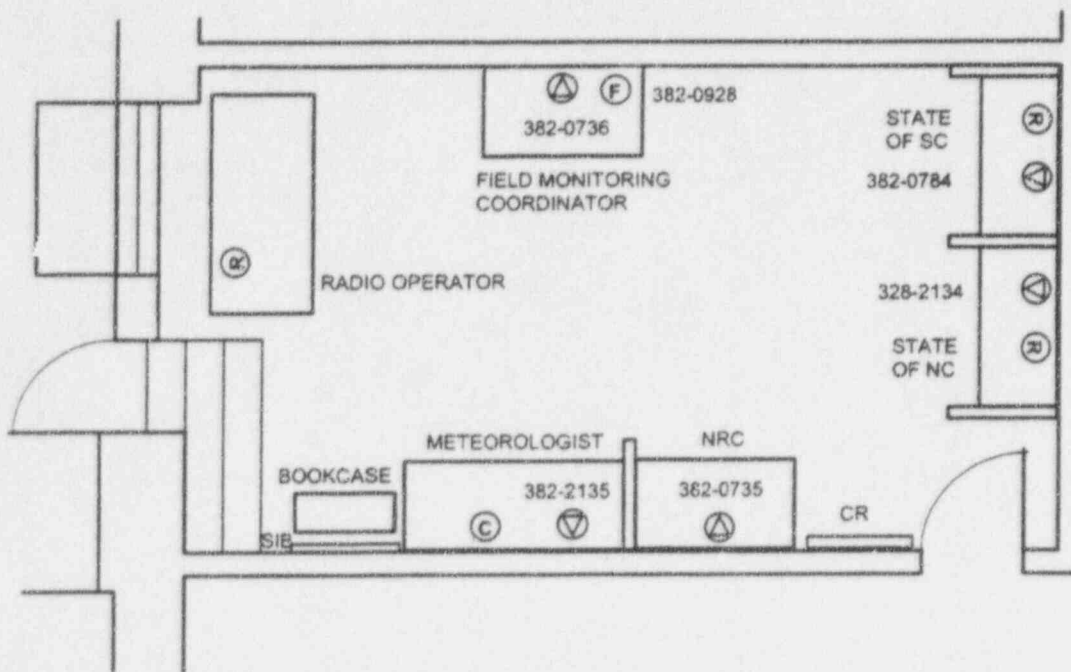 F
382-0928
382-0736
FIELD MONITORING
COORDINATOR
STATE
OF SC
R
382-0784
328-2134
STATE
OF NC
R
R
RADIO OPERATOR
METEOROLOGIST
NRC
BOOKCASE
382-2135
382-0735
C
CR
SIB